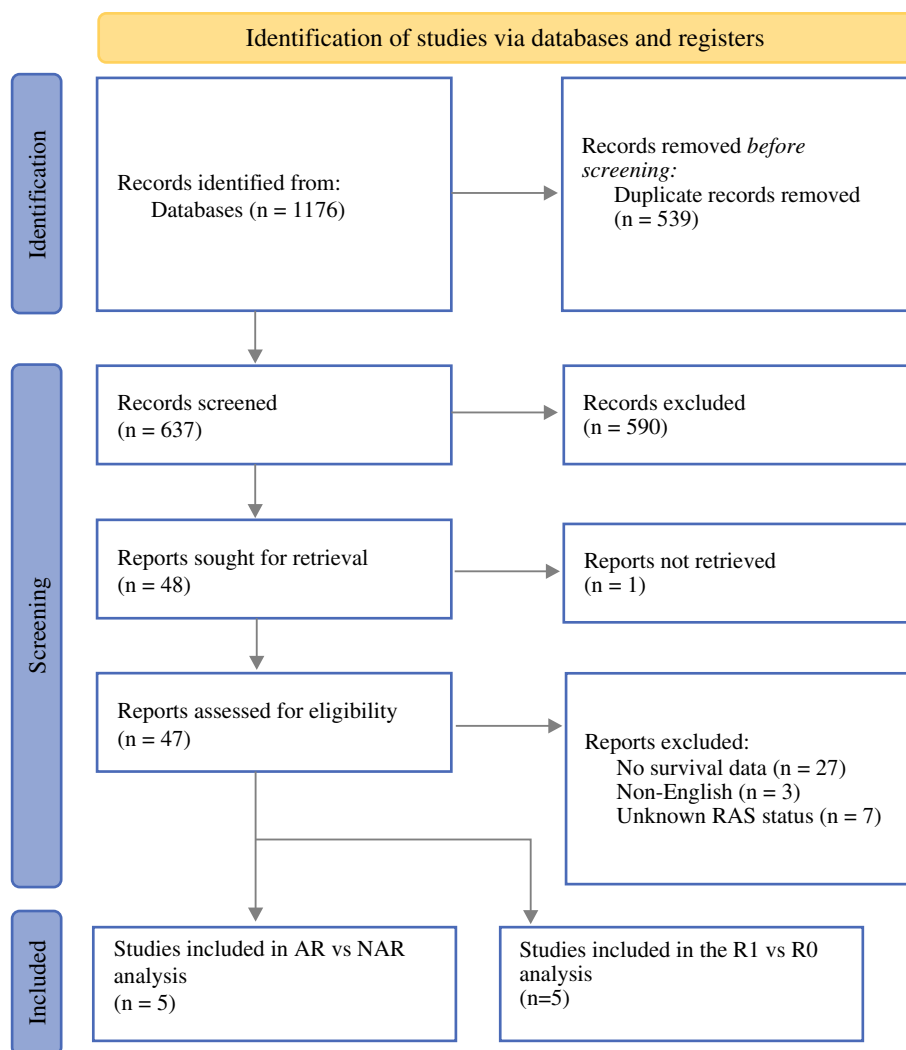 Identification of studies via databases and registers
Identification
Records identified from:
Databases (n = 1176)
Records removed before
screening:
Duplicate records removed
(n = 539)
Screening
Records screened
(n = 637)
Records excluded
(n = 590)
Reports sought for retrieval
(n = 48)
Reports not retrieved
(n = 1)
Reports assessed for eligibility
(n = 47)
Reports excluded:
No survival data (n = 27)
Non-English (n = 3)
Unknown RAS status (n = 7)
Included
Studies included in AR vs NAR
analysis
(n = 5)
Studies included in the R1 vs R0
analysis
(n=5)